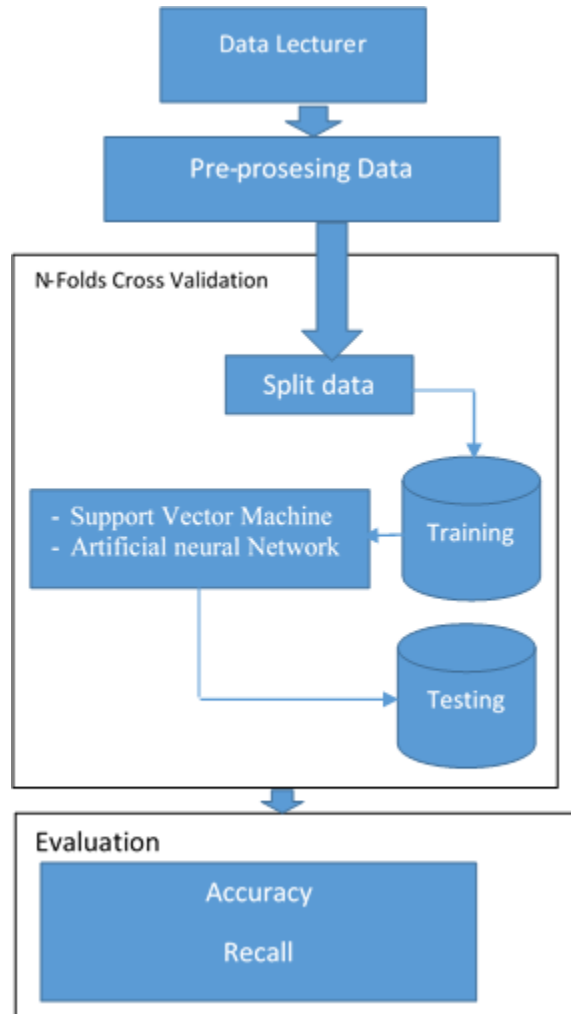 Data Lecturer
Pre-prosesing Data
N-Folds Cross Validation
Split data
Training
- Support Vector Machine
- Artificial neural Network
Testing
Evaluation
Accuracy
Recall